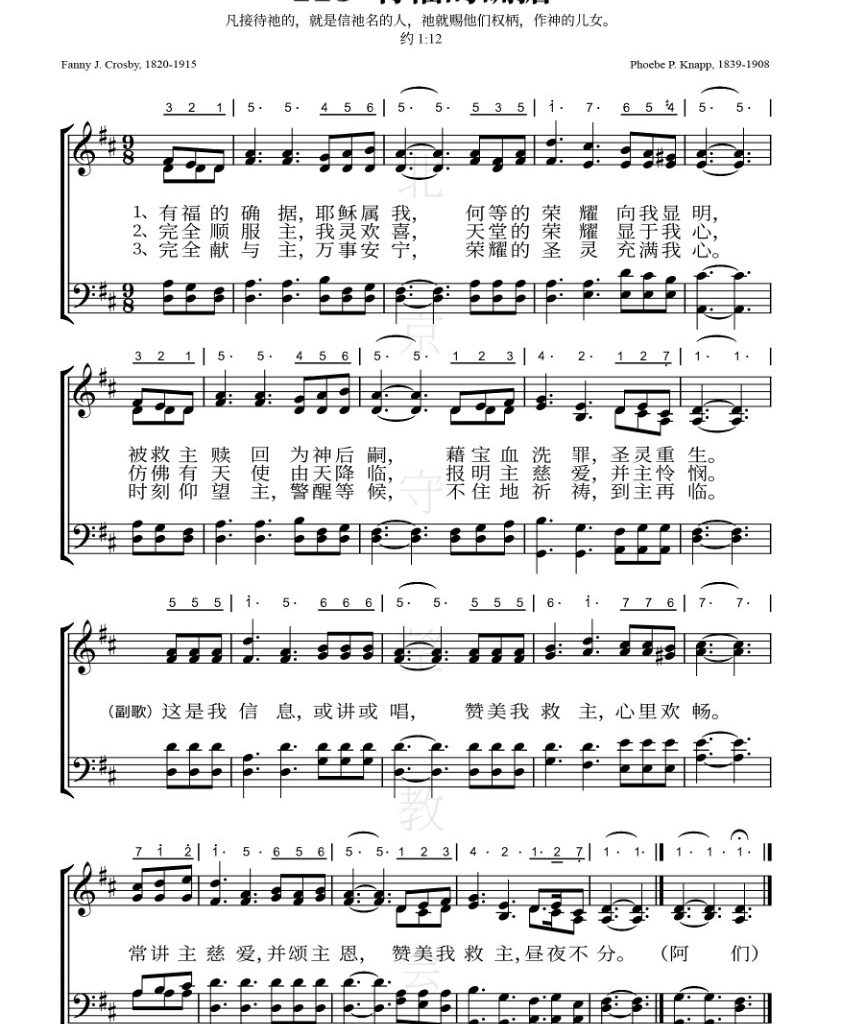 凡接待祂的，就是信祂名的人，祂就赐他们权柄，作神的儿女。
约 1:12
Fanny J. Crosby, 1820-1915
Phoebe P. Knapp, 1839-1908
3 2 1 | 5· 5· 4 5 6 | 5· 5· 5 3 5 | 1· 7· 6 5 4 | 5· 5· |
1、有福的确据，耶稣属我，何等的荣耀向我显明，
2、完全顺服主，我灵欢喜，天堂的荣耀显于我心，
3、完全献与主，万事安宁，荣耀的圣灵充满我心。
3 2 1 | 5· 5· 4 5 6 | 5· 5· 1 2 3 | 4· 2· 1 2 7 | 1· 1· |
被救主赎回为神后嗣，藉宝血洗罪，圣灵重生。
仿佛有天使由天降临，报明主慈爱，并主怜悯。
时刻仰望主，警醒等候，不住地祈祷，到主再临。
5 5 5 | 1· 5· 6 6 6 | 5· 5· 5 5 5 | 6· 1· 7 7 6 | 7· 7· |
（副歌）这是我信息，或讲或唱，赞美我救主，心里欢畅。
7 1 2 | 1· 5· 6 5 6 | 5· 5· 1 2 3 | 4· 2· 1· 2 7 | 1· 1· || 1· 1· 1· ||
常讲主慈爱，并颂主恩，赞美我救主，昼夜不分。（阿们）
北京守望教会